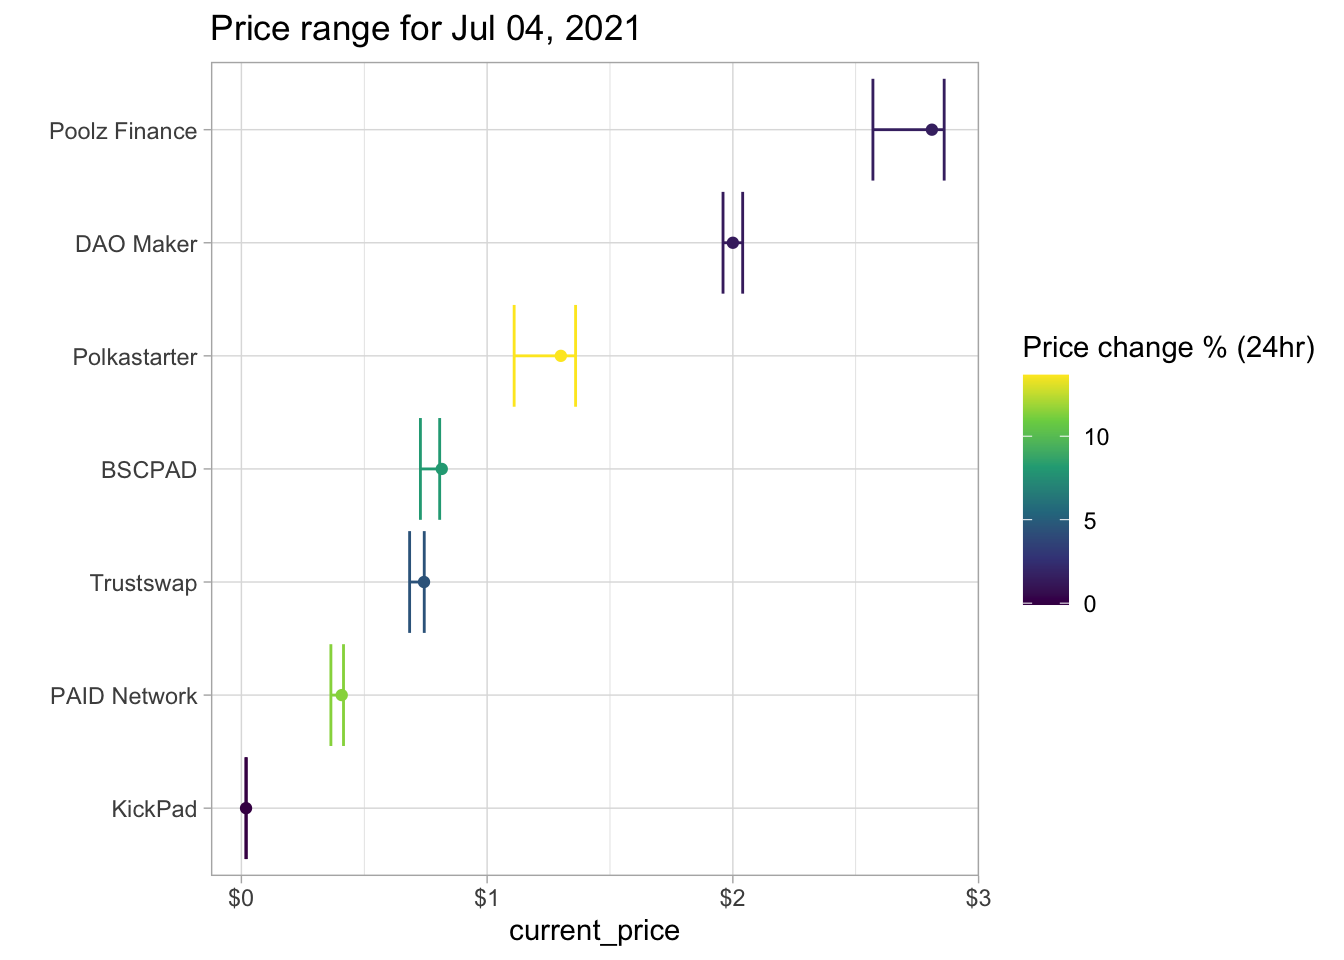 Price range for Jul 04, 2021
Poolz Finance
DAO Maker
Polkastarter
BSCPAD
Trustswap
PAID Network
KickPad
$0 $1 $2 $3
current_price
Price change % (24hr)
10
5
0